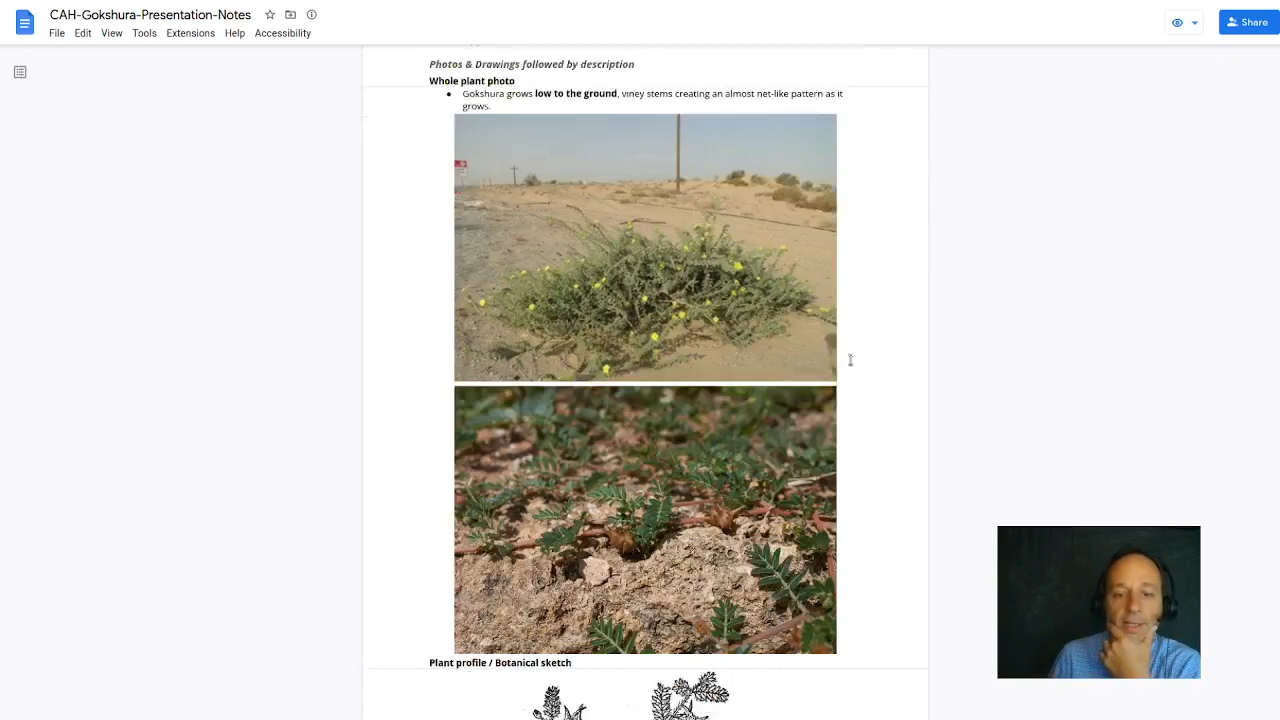 CAH-Gokshura-Presentation-Notes
File Edit View Tools Extensions Help Accessibility
Share
Photos & Drawings followed by description
Whole plant photo
● Gokshura grows low to the ground, viney stems creating an almost net-like pattern as it
grows.
Plant profile / Botanical sketch